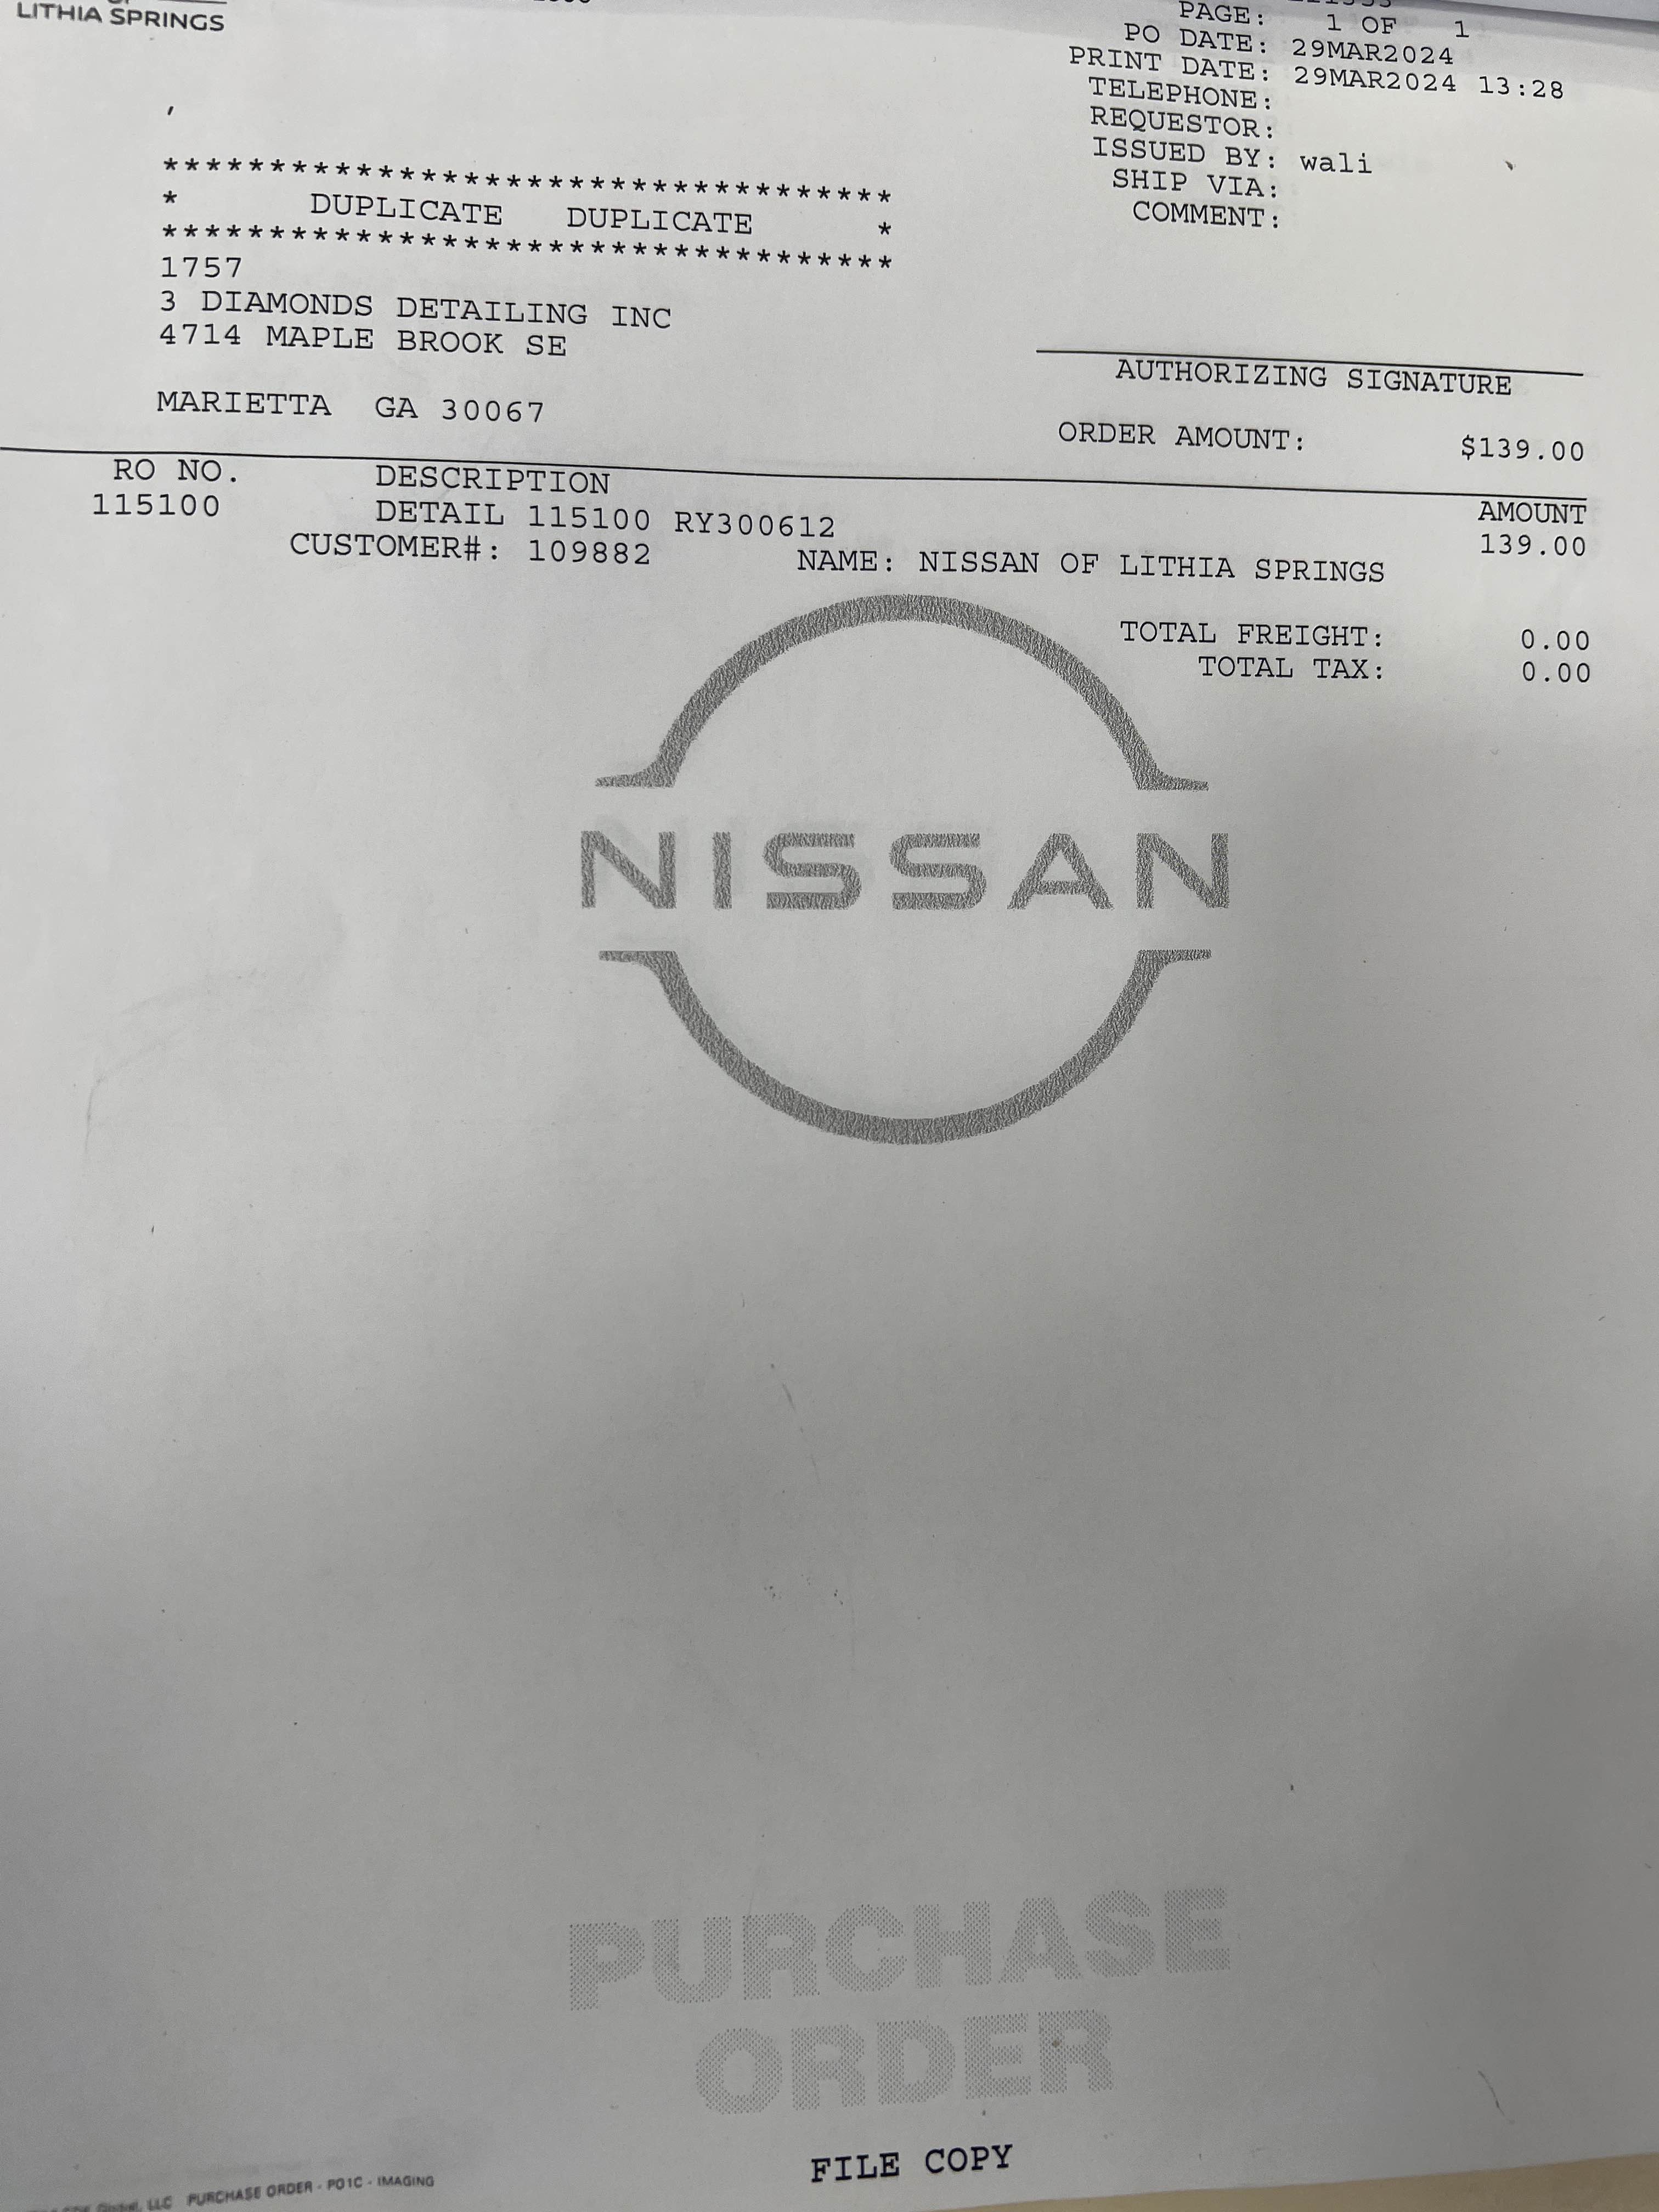 LITHIA SPRINGS
PAGE: 1 OF 1
PO DATE: 29MAR2024
PRINT DATE: 29MAR2024 13:28
TELEPHONE:
REQUESTOR:
ISSUED BY: wali
SHIP VIA:
COMMENT:
**********************************
* DUPLICATE DUPLICATE *
**********************************
1757
3 DIAMONDS DETAILING INC
4714 MAPLE BROOK SE
MARIETTA GA 30067
AUTHORIZING SIGNATURE
ORDER AMOUNT: $139.00
RO NO. DESCRIPTION AMOUNT
115100 DETAIL 115100 RY300612 139.00
CUSTOMER#: 109882 NAME: NISSAN OF LITHIA SPRINGS
TOTAL FREIGHT: 0.00
TOTAL TAX: 0.00
NISSAN
PURCHASE
ORDER
FILE COPY
Global, LLC PURCHASE ORDER - PO1C - IMAGING